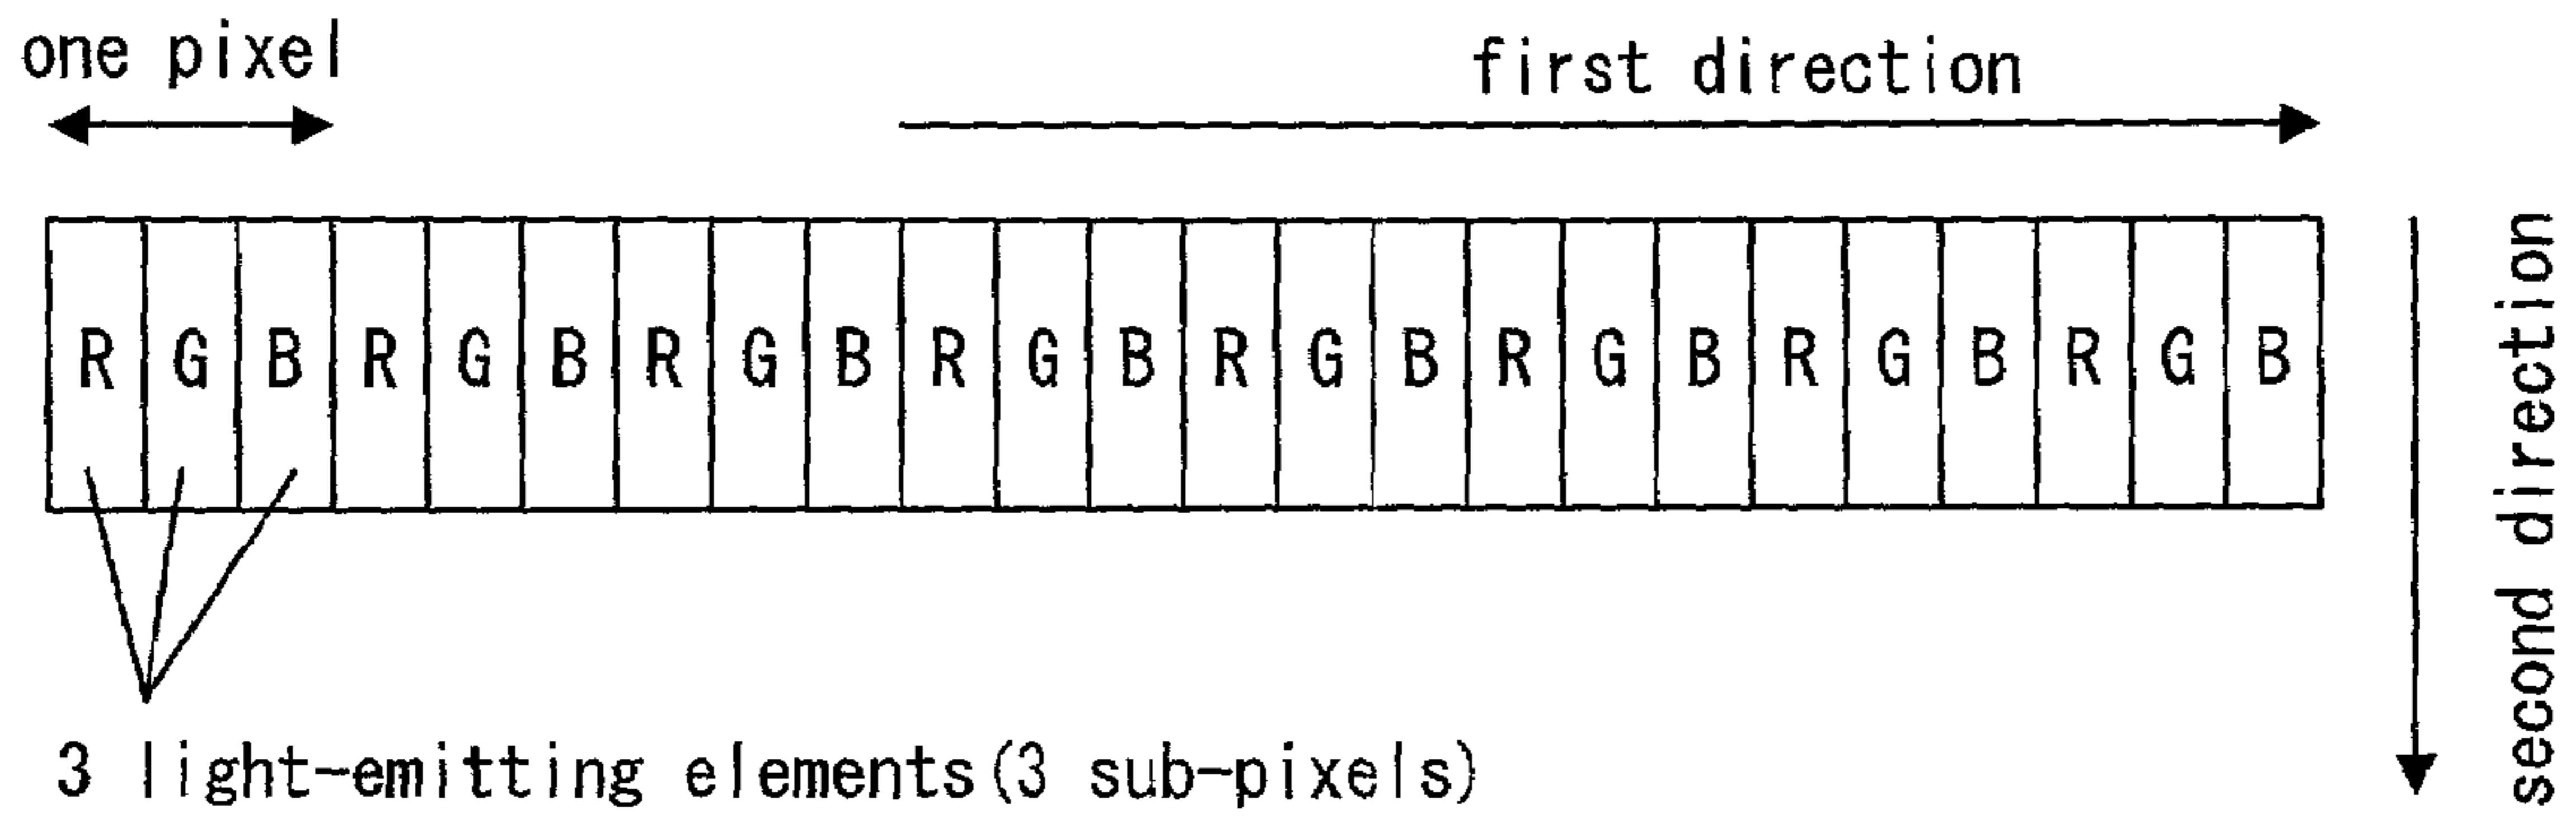 one pixel
first direction
R G B R G B R G B R G B R G B R G B R G B R G B
second direction
3 light-emitting elements(3 sub-pixels)